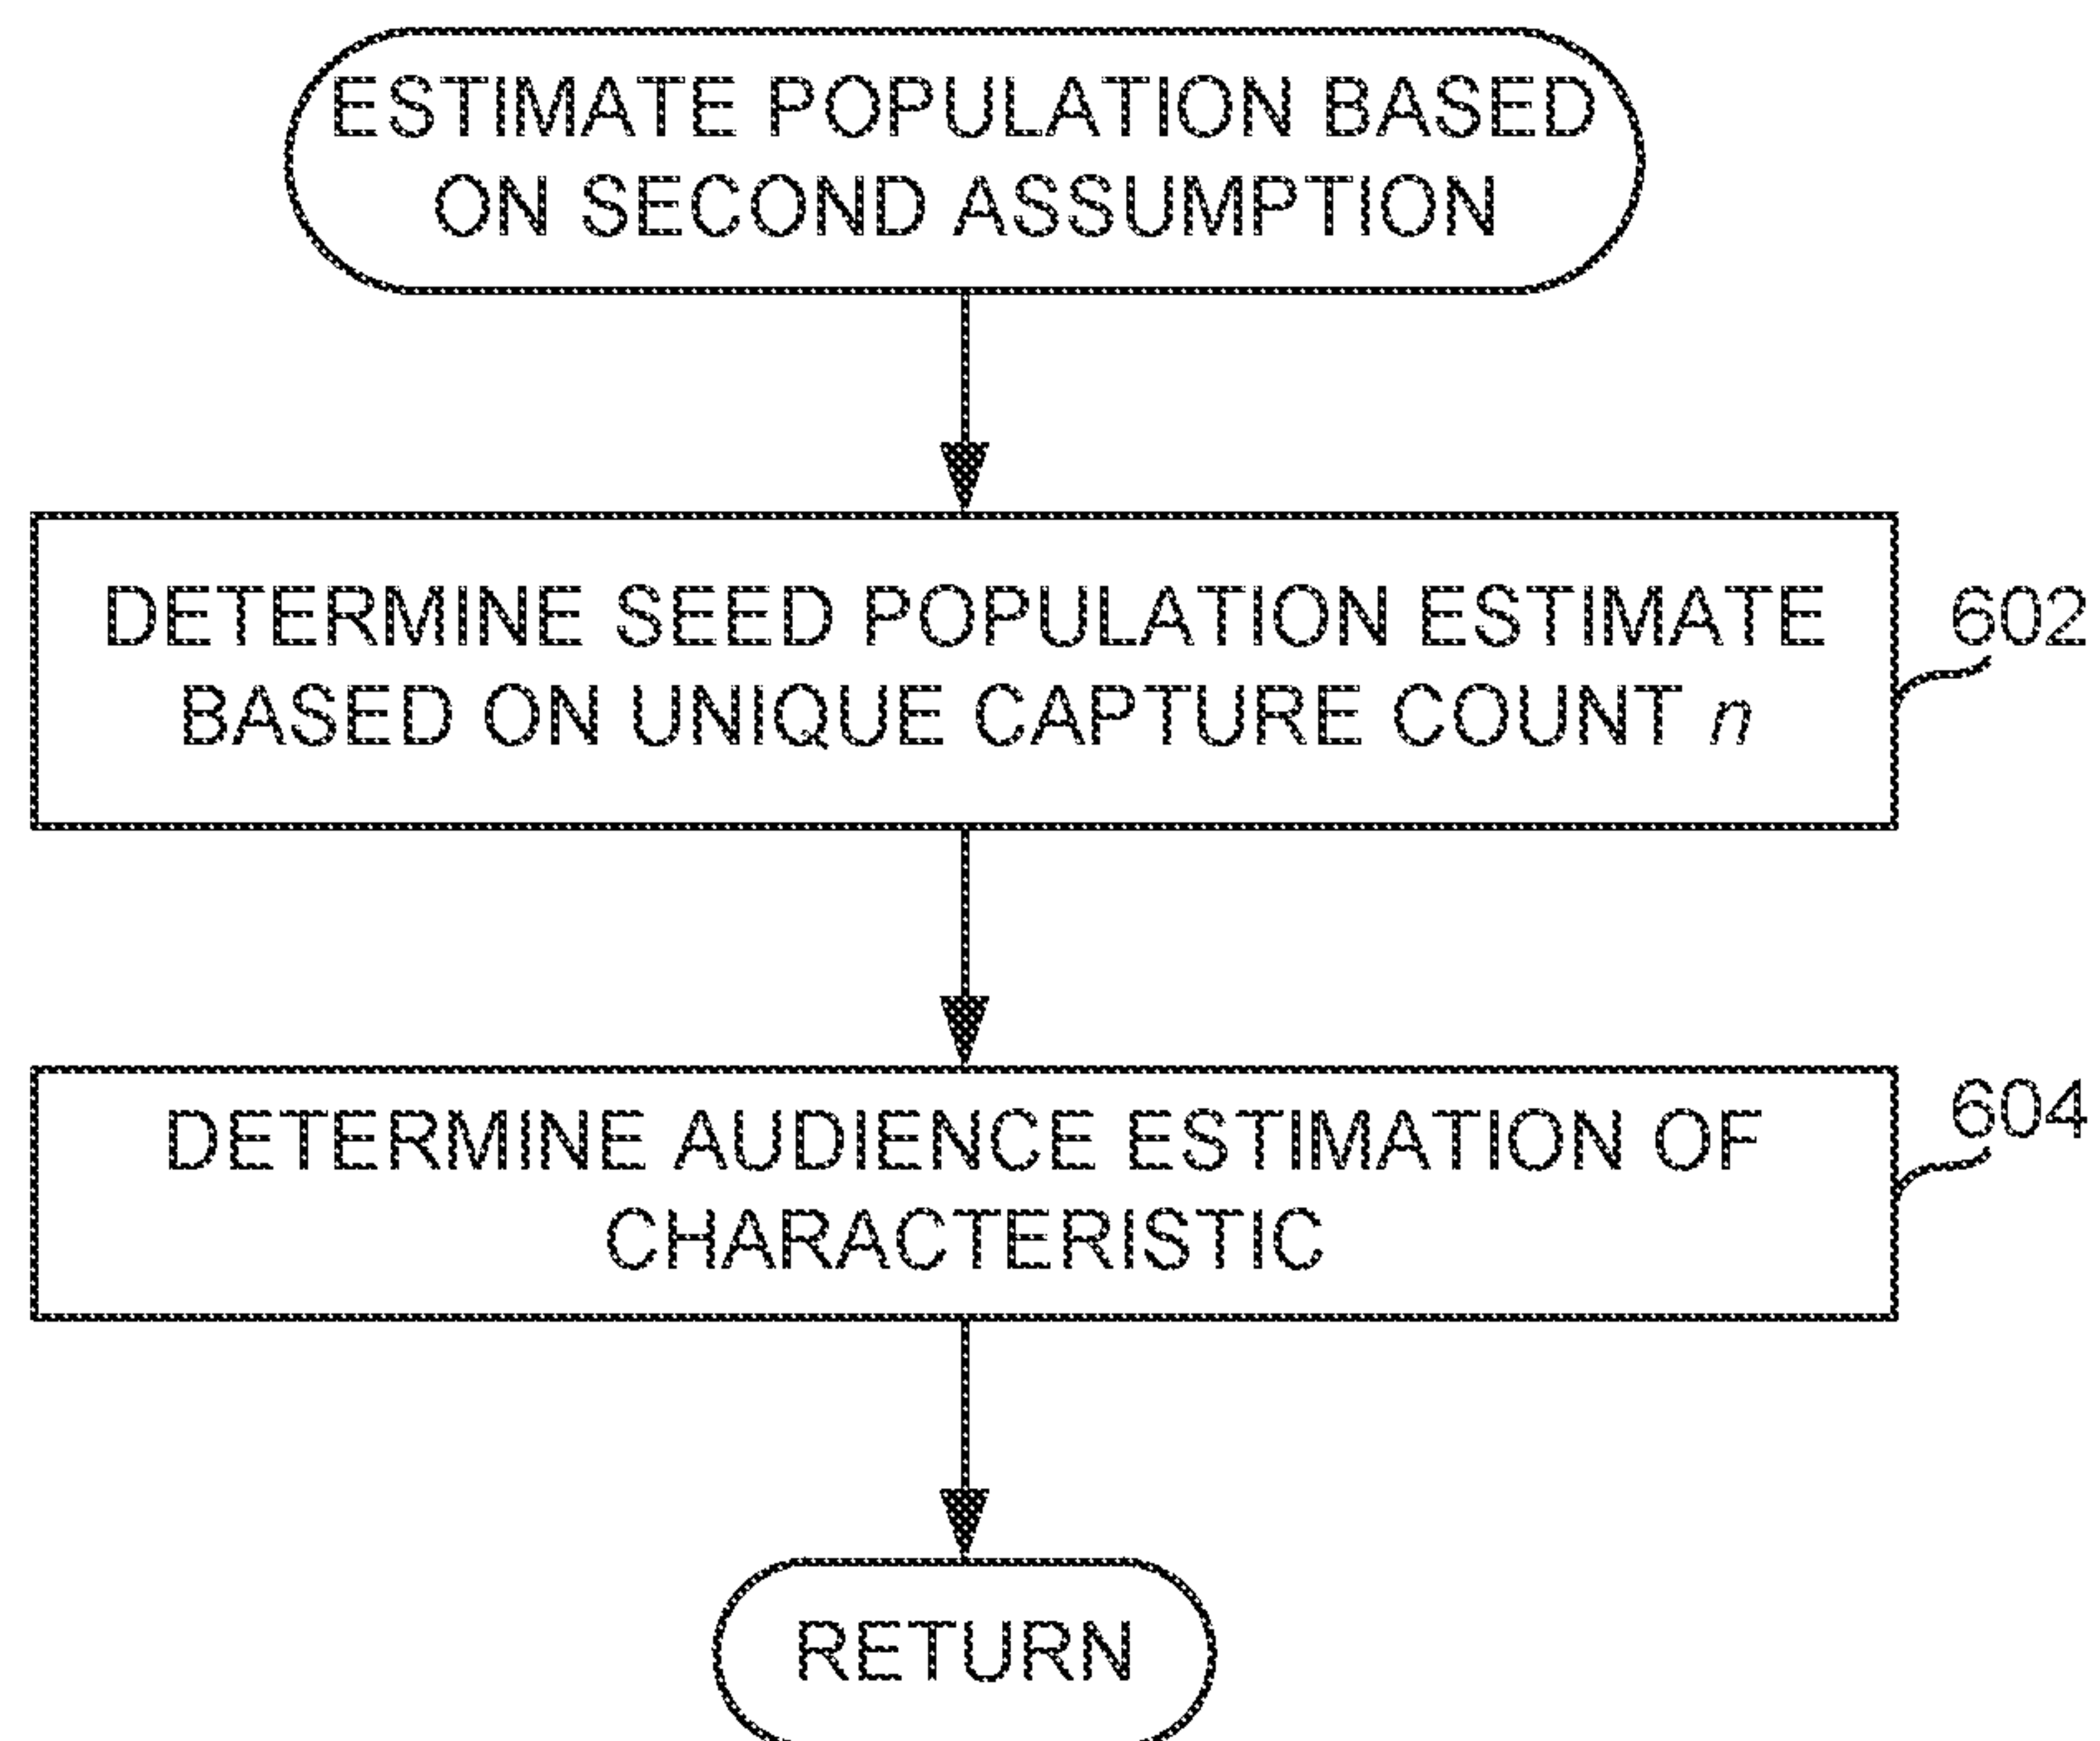 ESTIMATE POPULATION BASED
ON SECOND ASSUMPTION
DETERMINE SEED POPULATION ESTIMATE
BASED ON UNIQUE CAPTURE COUNT n
602
DETERMINE AUDIENCE ESTIMATION OF
CHARACTERISTIC
604
RETURN